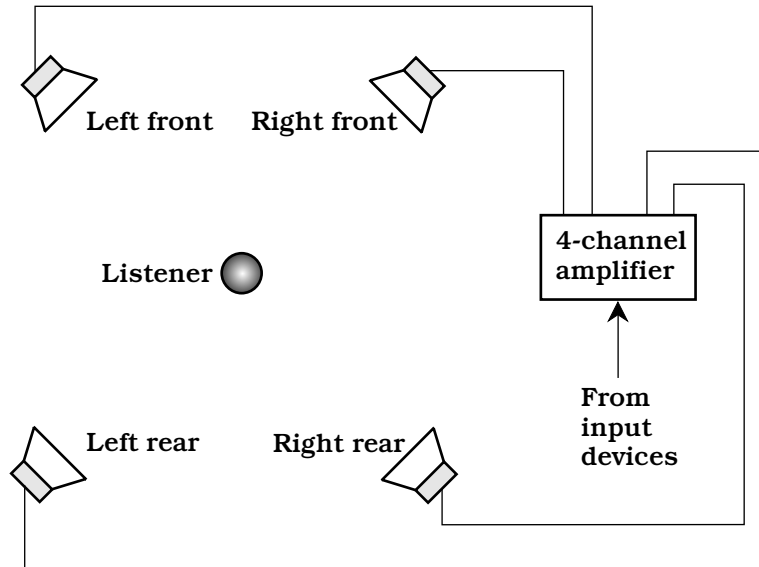 Left front
Right front
4-channel
amplifier
Listener
From
input
devices
Left rear
Right rear